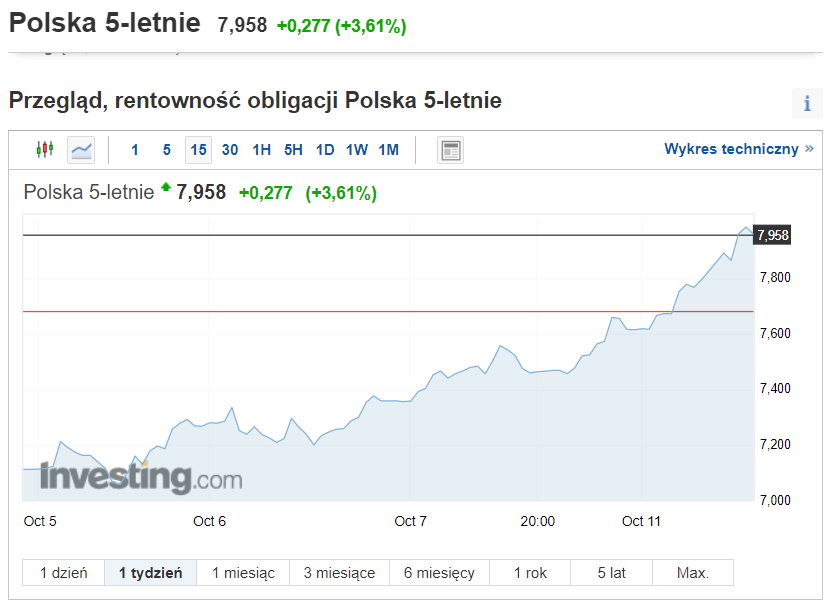 Polska 5-letnie 7,958 +0,277 (+3,61%)
Przegląd, rentowność obligacji Polska 5-letnie
i
1 5 15 30 1H 5H 1D 1W 1M Wykres techniczny »
Polska 5-letnie 7,958 +0,277 (+3,61%)
7,958
7,800
7,600
7,400
7,200
7,000
Investing.com
Oct 5 Oct 6 Oct 7 20:00 Oct 11
1 dzień 1 tydzień 1 miesiąc 3 miesiące 6 miesięcy 1 rok 5 lat Max.